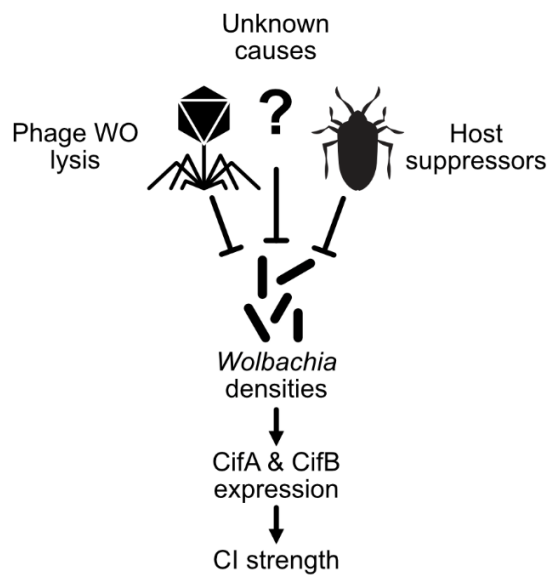 Unknown
causes
?
Phage WO
lysis
Host
suppressors
Wolbachia
densities
CifA & CifB
expression
CI strength